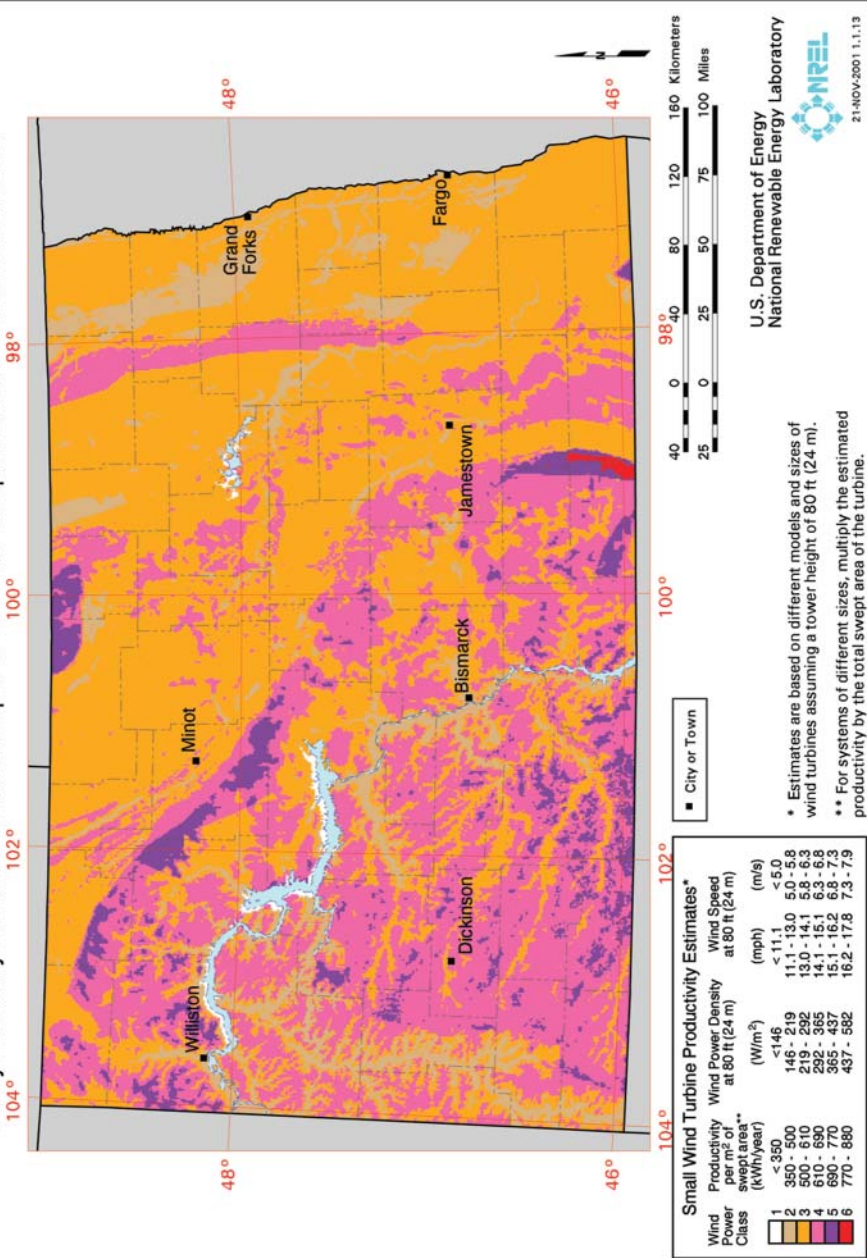 104°
102°
100°
98°
48°
48°
46°
46°
Williston
Minot
Grand
Forks
Dickinson
Bismarck
Jamestown
Fargo
104°
102°
100°
98°
Small Wind Turbine Productivity Estimates*
Wind Power Class Productivity per m² of swept area** (kWh/year) Wind Power Density at 80 ft (24 m) (W/m²) Wind Speed at 80 ft (24 m) (mph) (m/s)
1 <350 <146 <11.1 <5.0
2 350 - 500 146 - 219 11.1 - 13.0 5.0 - 5.8
3 500 - 610 219 - 292 13.0 - 14.1 5.8 - 6.3
4 610 - 690 292 - 365 14.1 - 15.1 6.3 - 6.8
5 690 - 770 365 - 437 15.1 - 16.2 6.8 - 7.3
6 770 - 880 437 - 582 16.2 - 17.8 7.3 - 7.9
City or Town
* Estimates are based on different models and sizes of
wind turbines assuming a tower height of 80 ft (24 m).
** For systems of different sizes, multiply the estimated
productivity by the total swept area of the turbine.
N
40 0 40 80 120 160 Kilometers
25 0 25 50 75 100 Miles
U.S. Department of Energy
National Renewable Energy Laboratory
NREL
21-NOV-2001 1.1.13